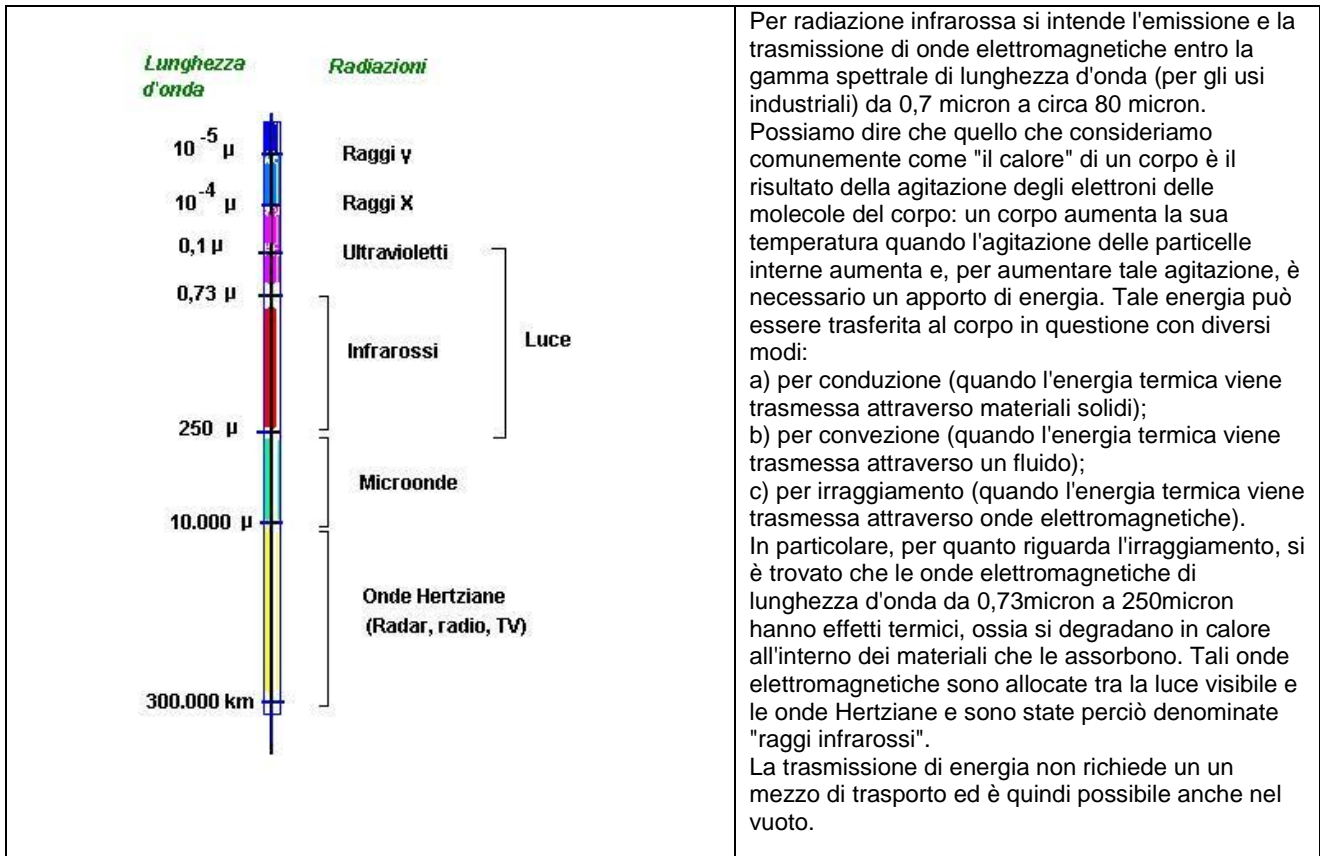 Lunghezza
d'onda
Radiazioni
10 -5 µ
Raggi γ
10 -4 µ
Raggi X
0,1 µ
Ultravioletti
0,73 µ
Infrarossi
Luce
250 µ
Microonde
10.000 µ
Onde Hertziane
(Radar, radio, TV)
300.000 km
Per radiazione infrarossa si intende l'emissione e la
trasmissione di onde elettromagnetiche entro la
gamma spettrale di lunghezza d'onda (per gli usi
industriali) da 0,7 micron a circa 80 micron.
Possiamo dire che quello che consideriamo
comunemente come "il calore" di un corpo è il
risultato della agitazione degli elettroni delle
molecole del corpo: un corpo aumenta la sua
temperatura quando l'agitazione delle particelle
interne aumenta e, per aumentare tale agitazione, è
necessario un apporto di energia. Tale energia può
essere trasferita al corpo in questione con diversi
modi:
a) per conduzione (quando l'energia termica viene
trasmessa attraverso materiali solidi);
b) per convezione (quando l'energia termica viene
trasmessa attraverso un fluido);
c) per irraggiamento (quando l'energia termica viene
trasmessa attraverso onde elettromagnetiche).
In particolare, per quanto riguarda l'irraggiamento, si
è trovato che le onde elettromagnetiche di
lunghezza d'onda da 0,73micron a 250micron
hanno effetti termici, ossia si degradano in calore
all'interno dei materiali che le assorbono. Tali onde
elettromagnetiche sono allocate tra la luce visibile e
le onde Hertziane e sono state perciò denominate
"raggi infrarossi".
La trasmissione di energia non richiede un un
mezzo di trasporto ed è quindi possibile anche nel
vuoto.